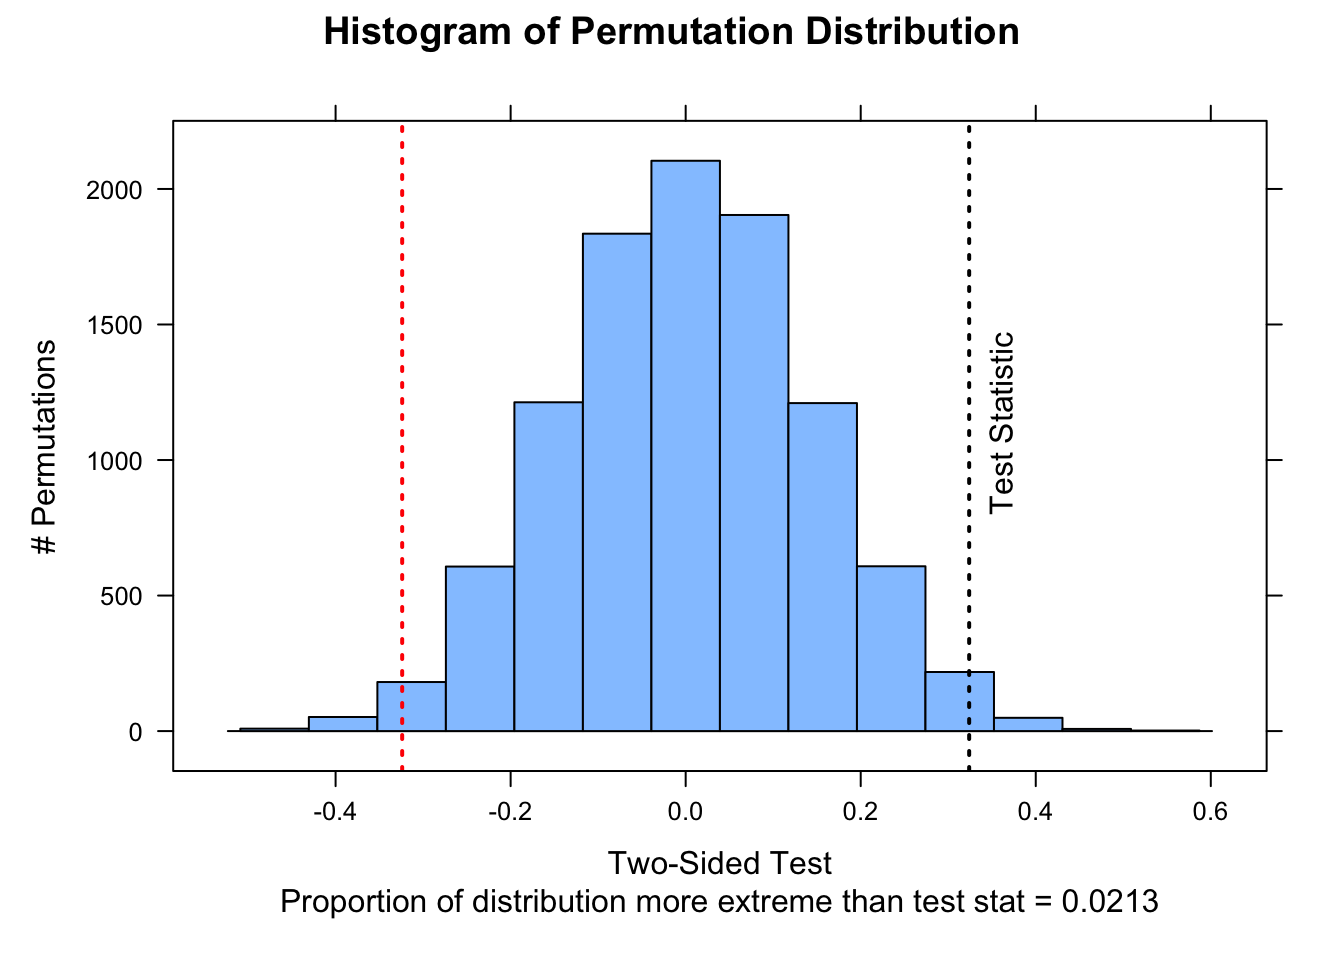 Histogram of Permutation Distribution
2000
1500
1000
500
0
# Permutations
Test Statistic
-0.4 -0.2 0.0 0.2 0.4 0.6
Two-Sided Test
Proportion of distribution more extreme than test stat = 0.0213